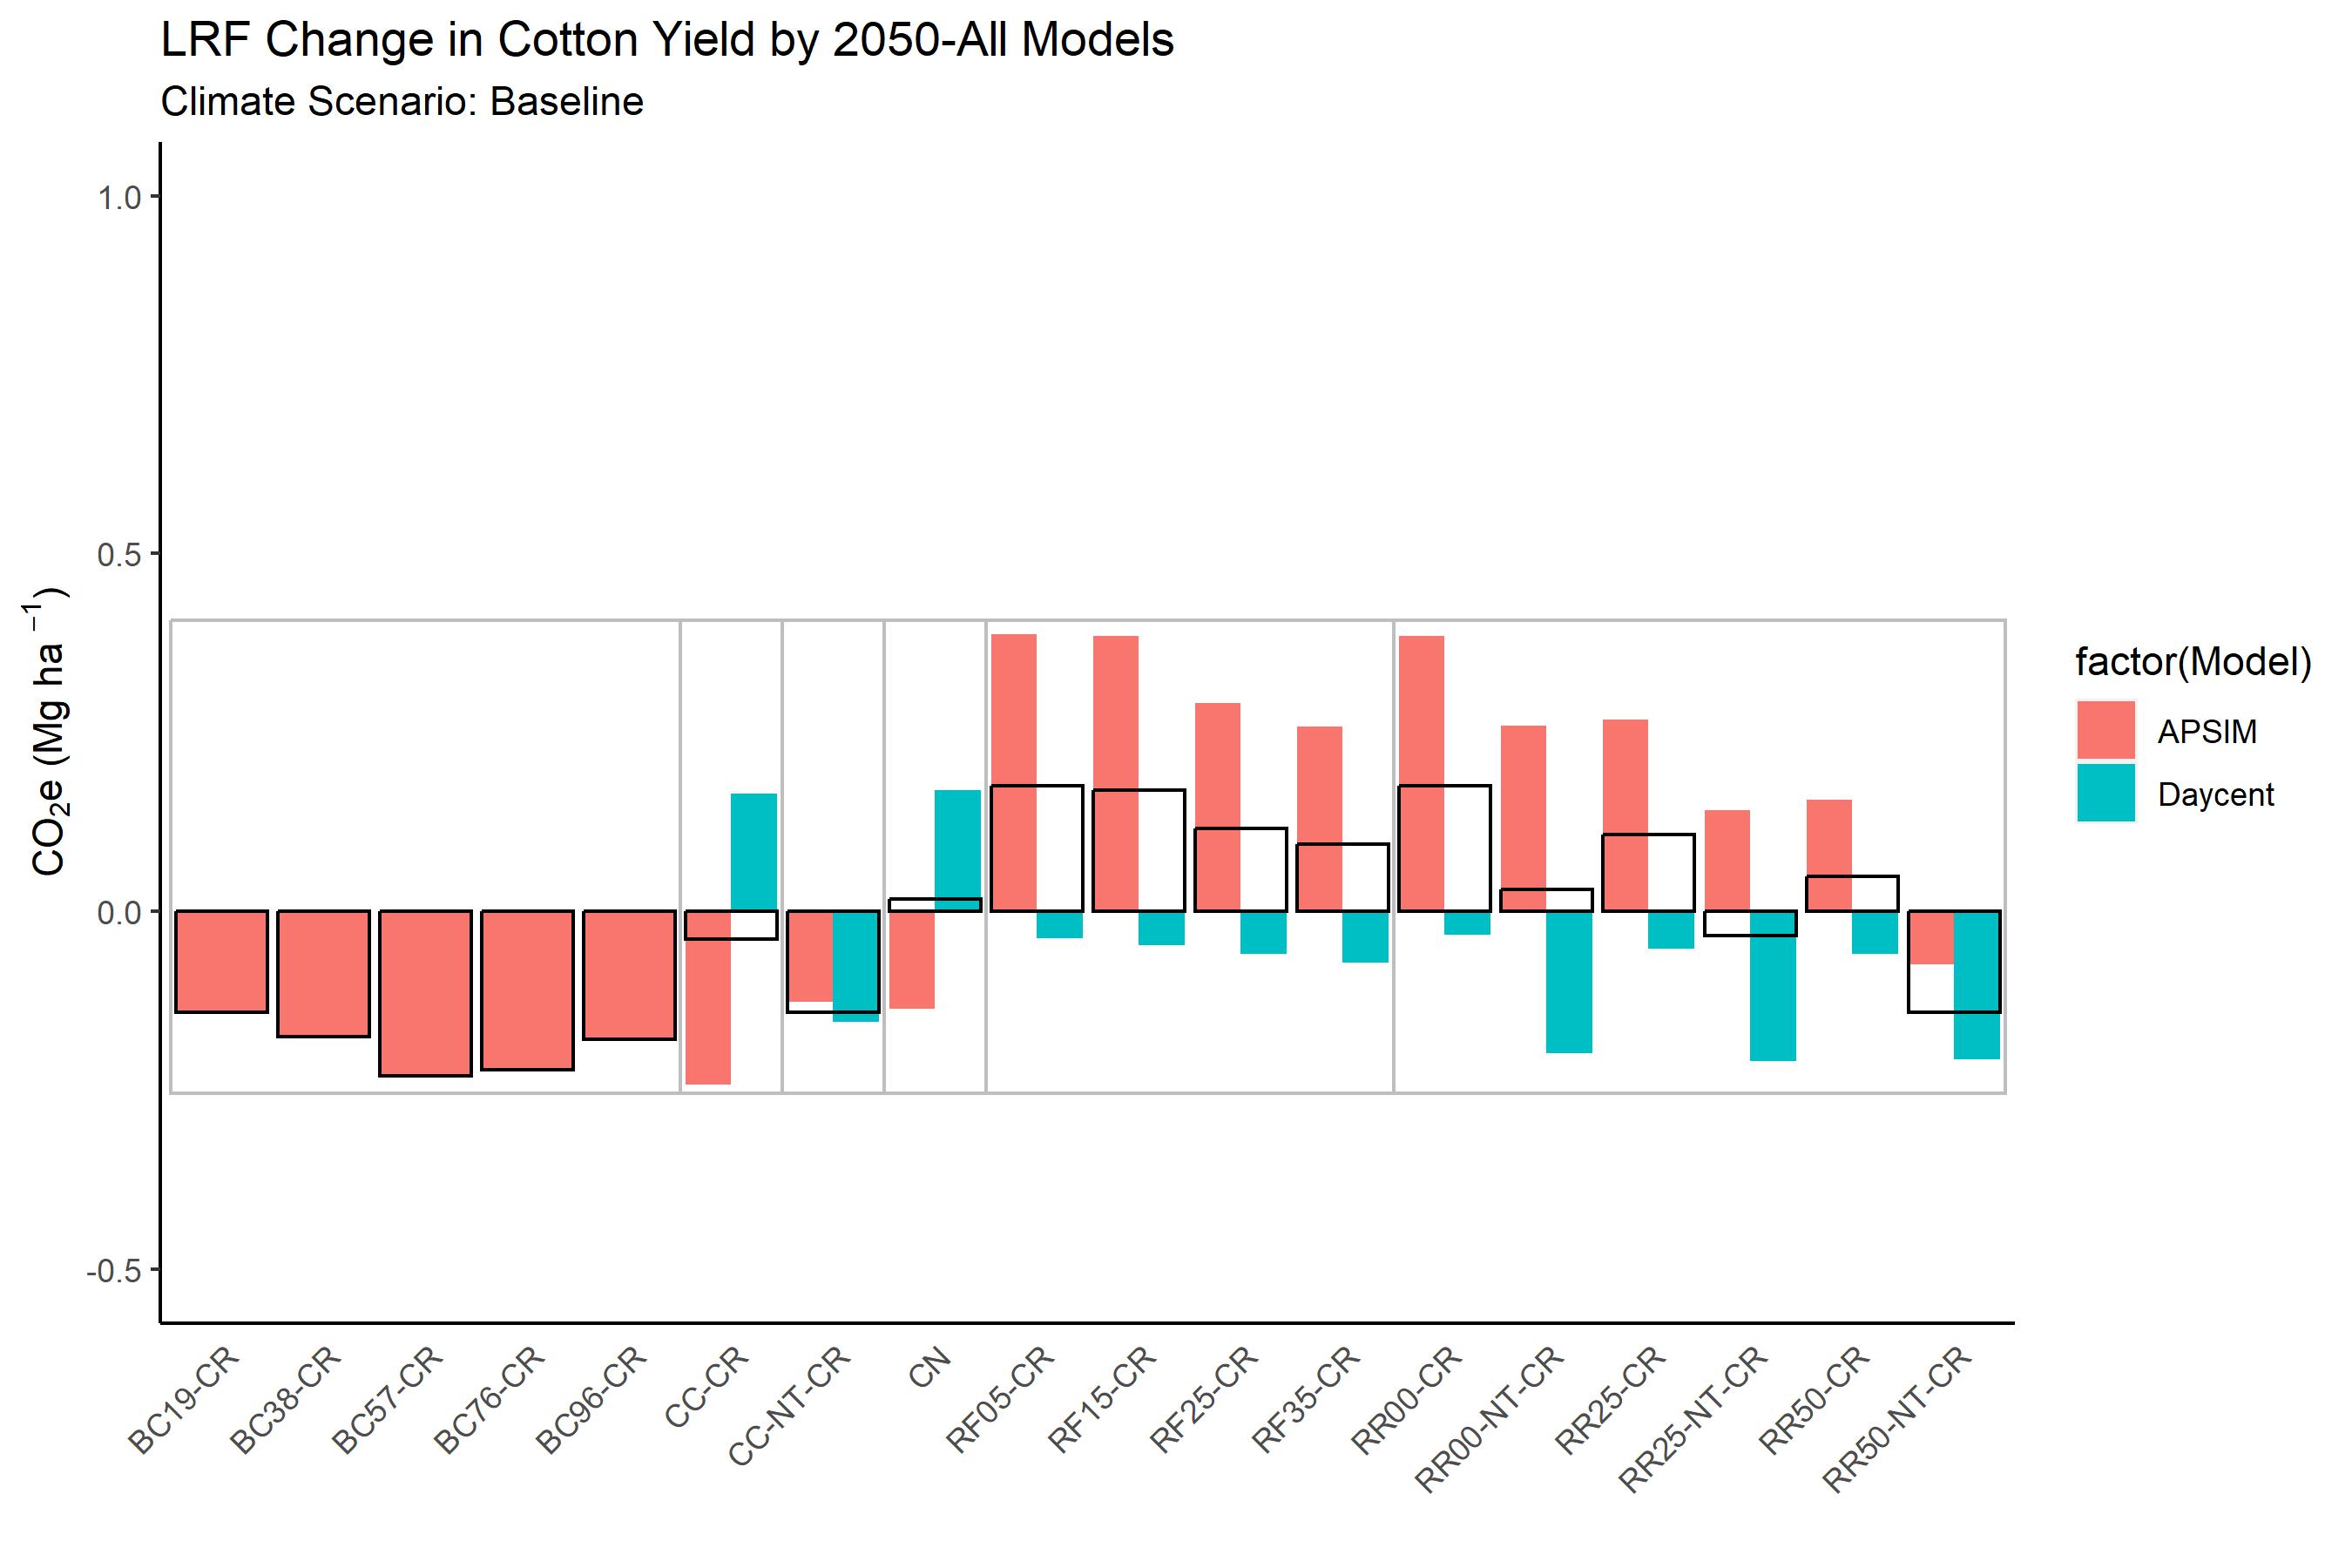 LRF Change in Cotton Yield by 2050-All Models
Climate Scenario: Baseline
CO₂e (Mg ha ⁻¹)
1.0
0.5
0.0
-0.5
BC19-CR
BC38-CR
BC57-CR
BC76-CR
BC96-CR
CC-CR
CC-NT-CR
CN
RF05-CR
RF15-CR
RF25-CR
RF35-CR
RR00-CR
RR00-NT-CR
RR25-CR
RR25-NT-CR
RR50-CR
RR50-NT-CR
factor(Model)
APSIM
Daycent